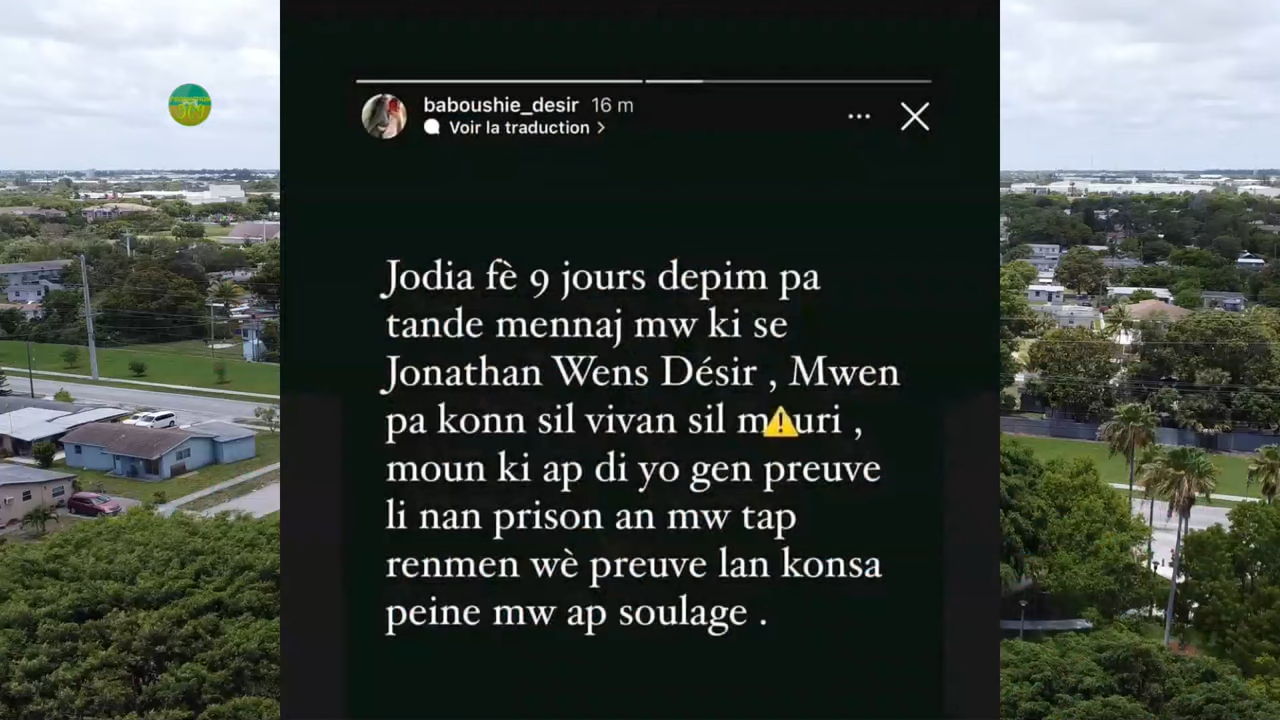 baboushie_desir 16 m
Voir la traduction >
Jodia fè 9 jours depim pa
tande mennaj mw ki se
Jonathan Wens Désir , Mwen
pa konn sil vivan sil m⚠️uri ,
moun ki ap di yo gen preuve
li nan prison an mw tap
renmen wè preuve lan konsa
peine mw ap soulage .